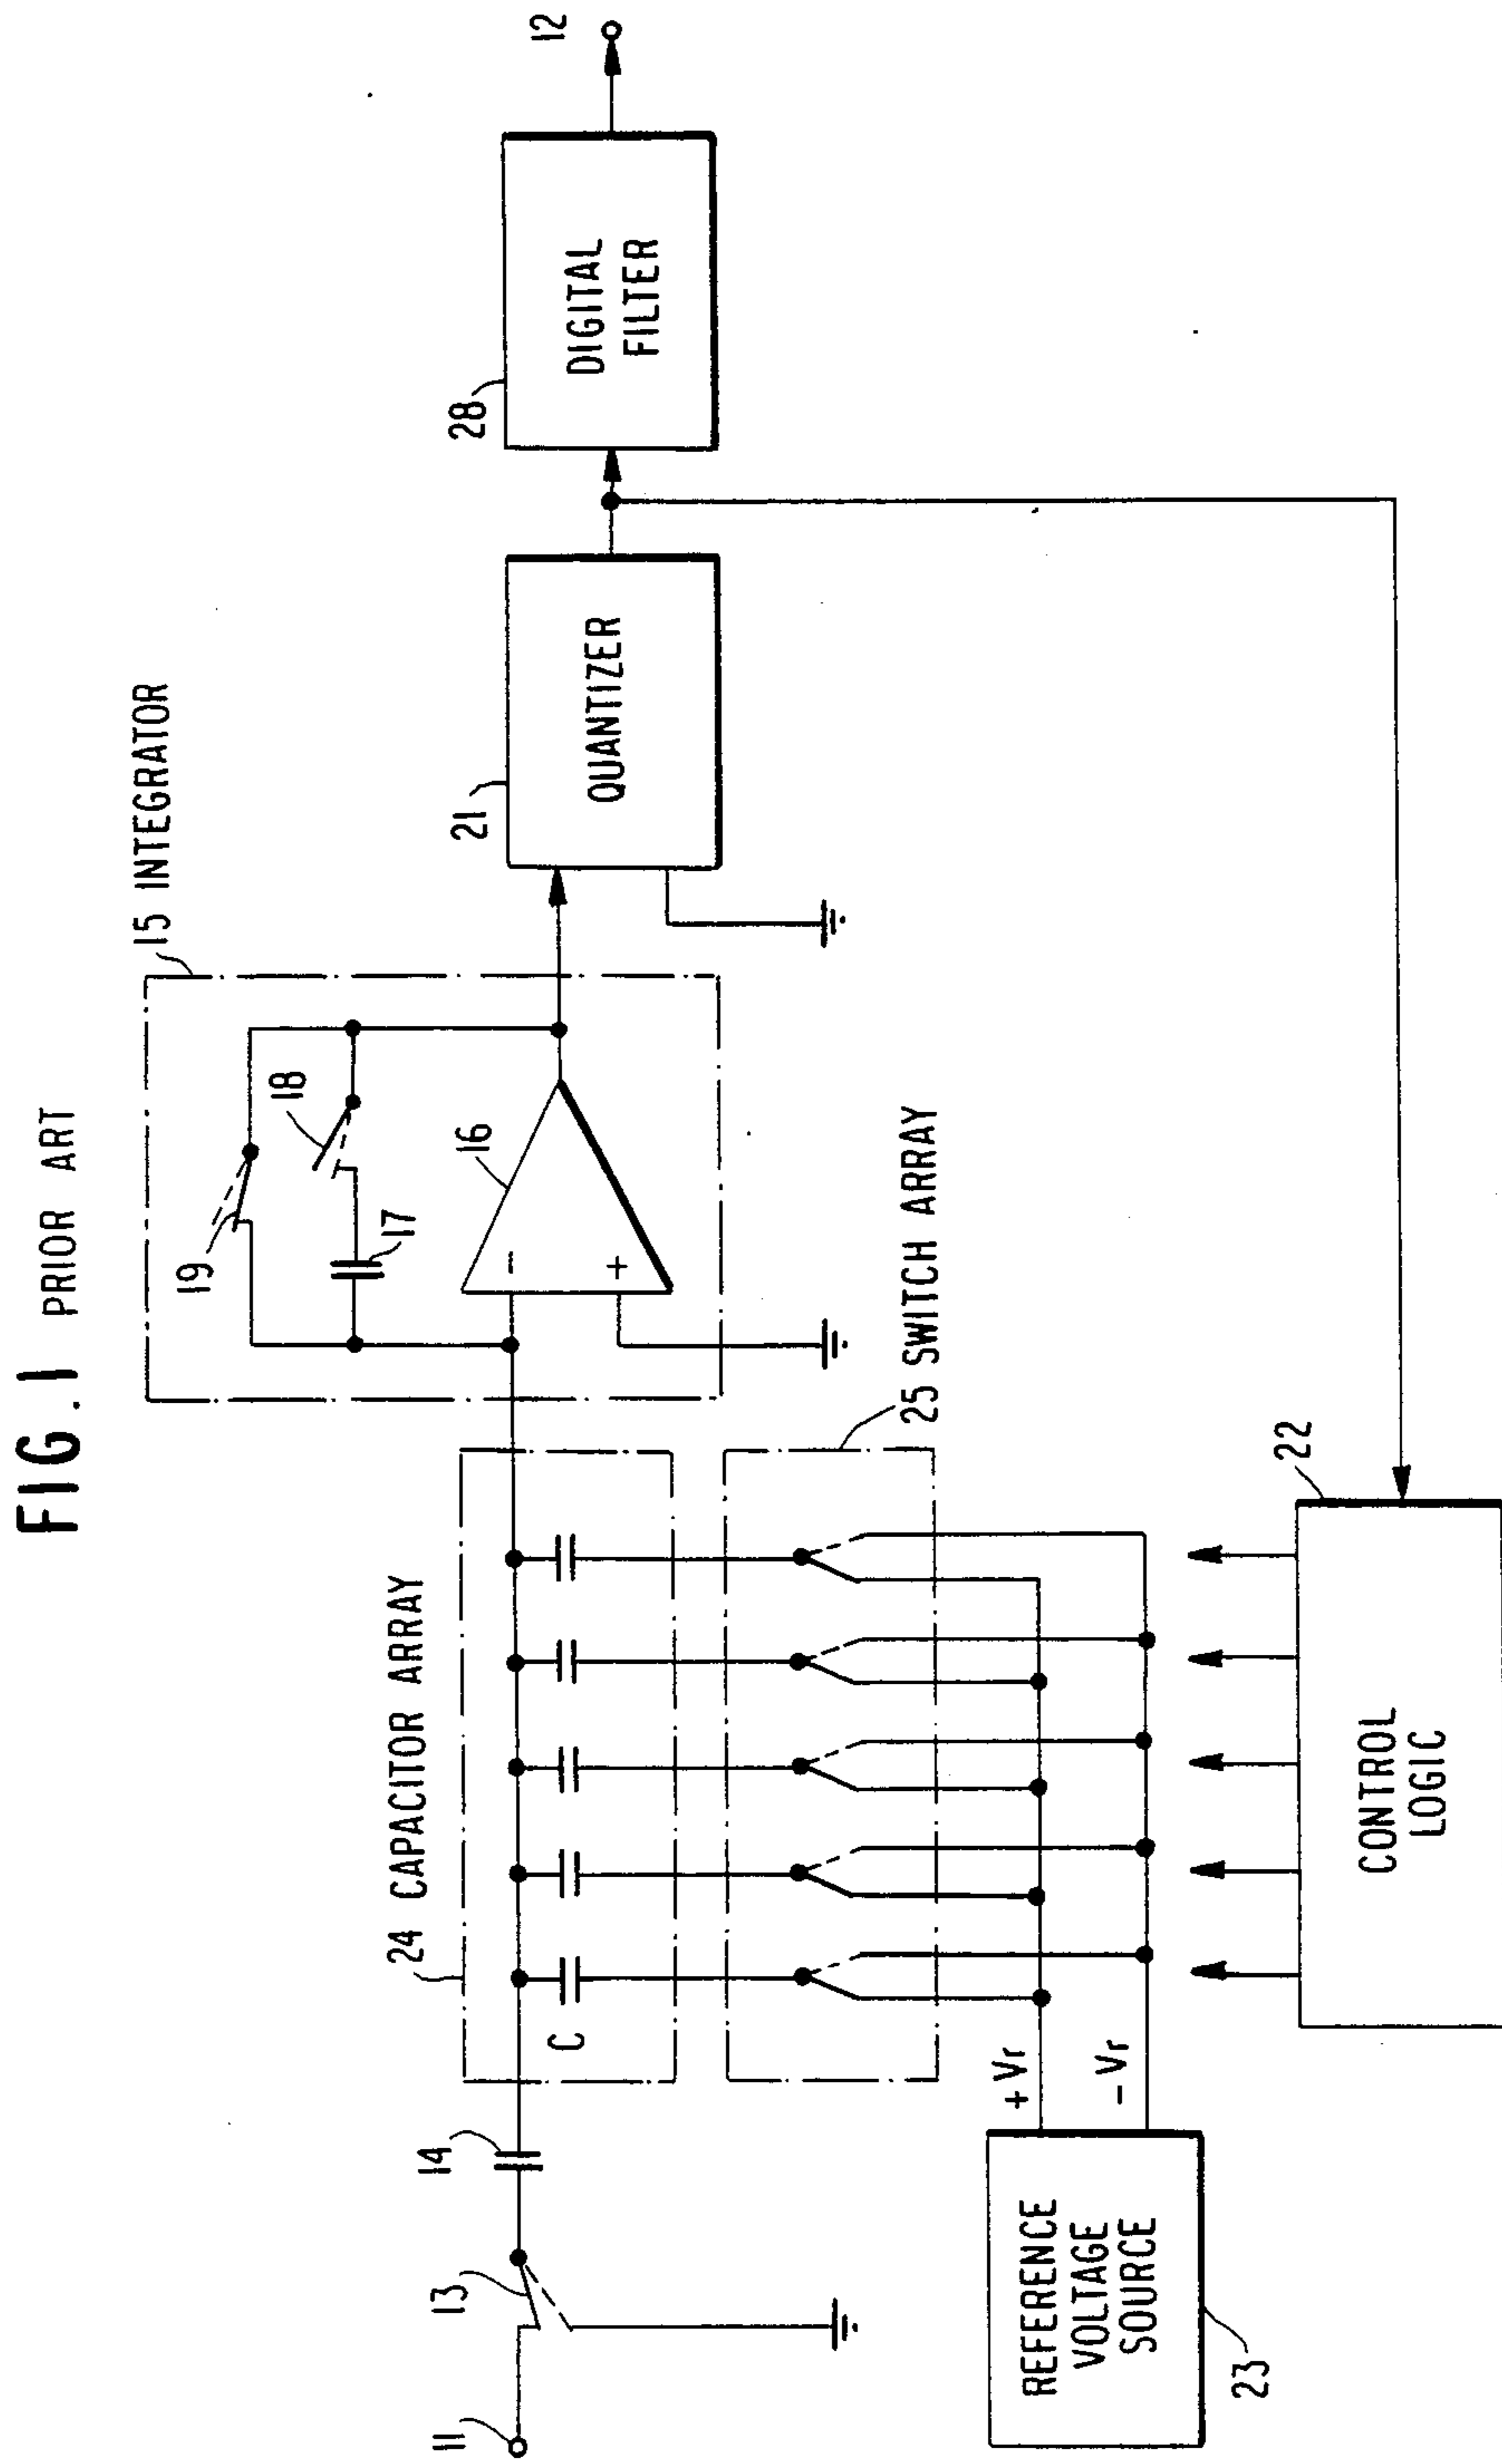 FIG.1 PRIOR ART
15 INTEGRATOR
19
18
17
16
12
28
DIGITAL
FILTER
21
QUANTIZER
24 CAPACITOR ARRAY
C
14
13
11
25 SWITCH ARRAY
+Vr
−Vr
REFERENCE
VOLTAGE
SOURCE
23
22
CONTROL
LOGIC
−
+